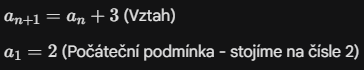 aₙ₊₁ = aₙ + 3 (Vztah)
a₁ = 2 (Počáteční podmínka - stojíme na čísle 2)